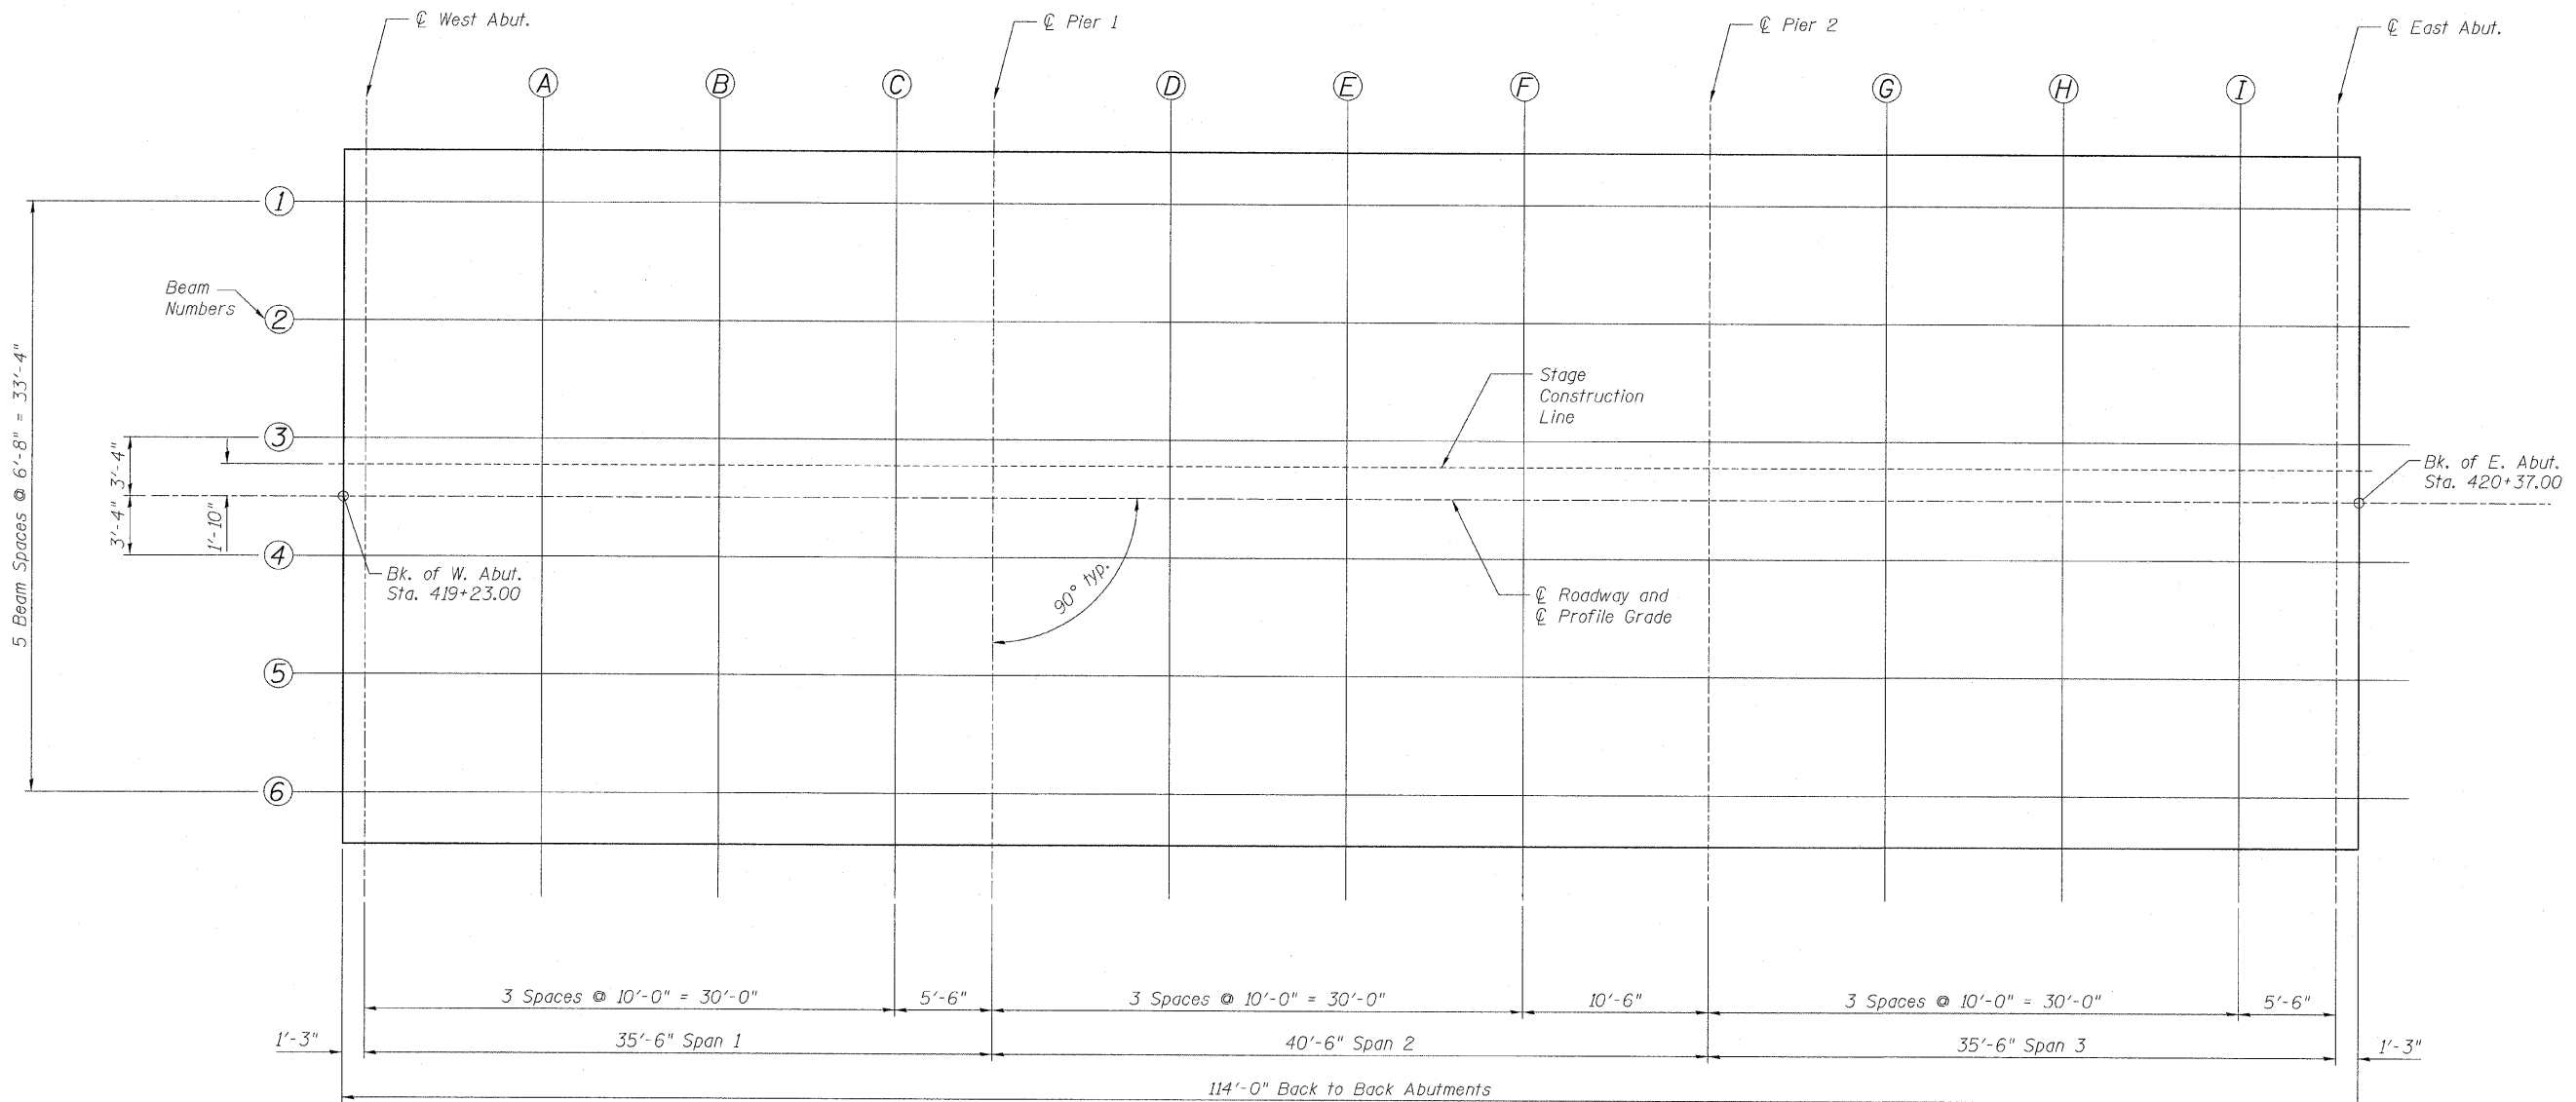 ℄ West Abut.
℄ Pier 1
℄ Pier 2
℄ East Abut.
A
B
C
D
E
F
G
H
I
1
Beam
Numbers
2
Stage
Construction
Line
3
3'-4"
5 Beam Spaces @ 6'-8" = 33'-4"
Bk. of E. Abut.
Sta. 420+37.00
3'-4"
1'-10"
4
Bk. of W. Abut.
Sta. 419+23.00
90° typ.
℄ Roadway and
℄ Profile Grade
5
6
3 Spaces @ 10'-0" = 30'-0"
5'-6"
3 Spaces @ 10'-0" = 30'-0"
10'-6"
3 Spaces @ 10'-0" = 30'-0"
5'-6"
1'-3"
35'-6" Span 1
40'-6" Span 2
35'-6" Span 3
1'-3"
114'-0" Back to Back Abutments